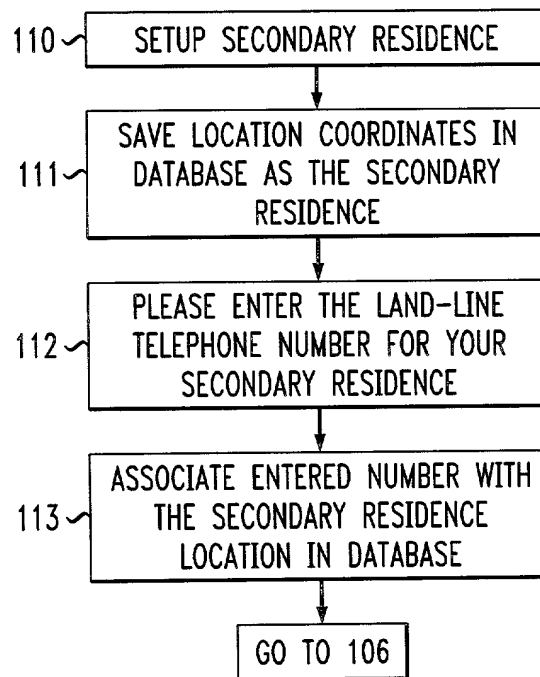 110 SETUP SECONDARY RESIDENCE
SAVE LOCATION COORDINATES IN
111 DATABASE AS THE SECONDARY
RESIDENCE
PLEASE ENTER THE LAND-LINE
112 TELEPHONE NUMBER FOR YOUR
SECONDARY RESIDENCE
ASSOCIATE ENTERED NUMBER WITH
113 THE SECONDARY RESIDENCE
LOCATION IN DATABASE
GO TO 106